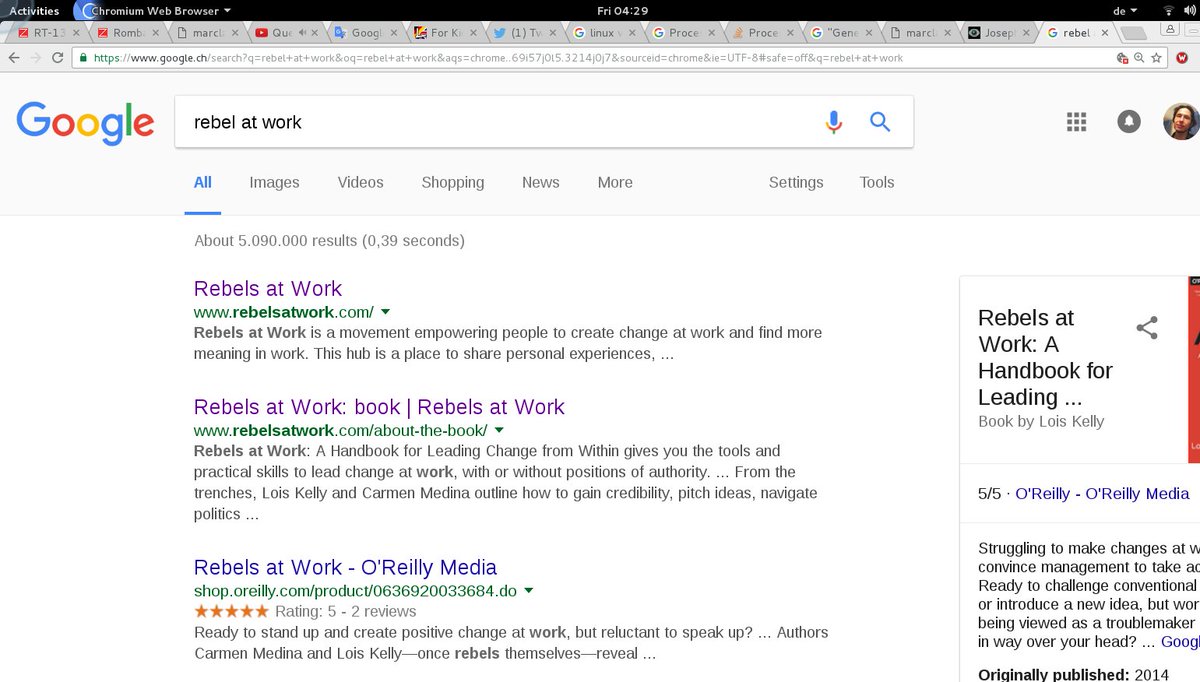 Activities Chromium Web Browser Fri 04:29 de
RT-13 Romba marcla Que Googl For Kn (1) Tw linux v Proce Proce "Gene marcla Josep rebel
https://www.google.ch/search?q=rebel+at+work&oq=rebel+at+work&aqs=chrome..69i57j0l5.3214j0j7&sourceid=chrome&ie=UTF-8#safe=off&q=rebel+at+work
Google
rebel at work
All Images Videos Shopping News More Settings Tools
About 5.090.000 results (0,39 seconds)
Rebels at Work
www.rebelsatwork.com/
Rebels at Work is a movement empowering people to create change at work and find more
meaning in work. This hub is a place to share personal experiences, ...
Rebels at Work: book | Rebels at Work
www.rebelsatwork.com/about-the-book/
Rebels at Work: A Handbook for Leading Change from Within gives you the tools and
practical skills to lead change at work, with or without positions of authority. ... From the
trenches, Lois Kelly and Carmen Medina outline how to gain credibility, pitch ideas, navigate
politics ...
Rebels at Work - O'Reilly Media
shop.oreilly.com/product/0636920033684.do
Rating: 5 - 2 reviews
Ready to stand up and create positive change at work, but reluctant to speak up? ... Authors
Carmen Medina and Lois Kelly—once rebels themselves—reveal ...
Rebels at
Work: A
Handbook for
Leading ...
Book by Lois Kelly
5/5 · O'Reilly - O'Reilly Media
Struggling to make changes at w
convince management to take ac
Ready to challenge conventional
or introduce a new idea, but wor
being viewed as a troublemaker
in way over your head? ... Googl
Originally published: 2014